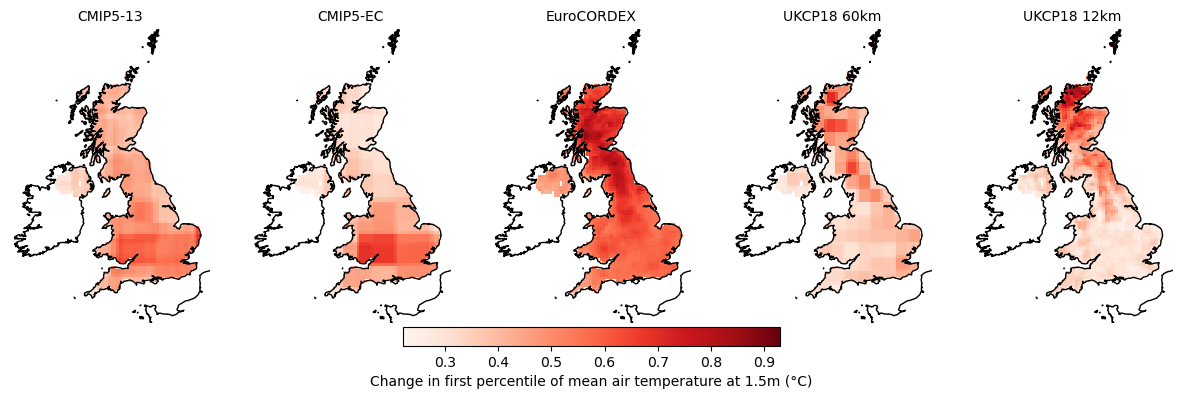 CMIP5-13 CMIP5-EC EuroCORDEX UKCP18 60km UKCP18 12km
0.3 0.4 0.5 0.6 0.7 0.8 0.9
Change in first percentile of mean air temperature at 1.5m (°C)